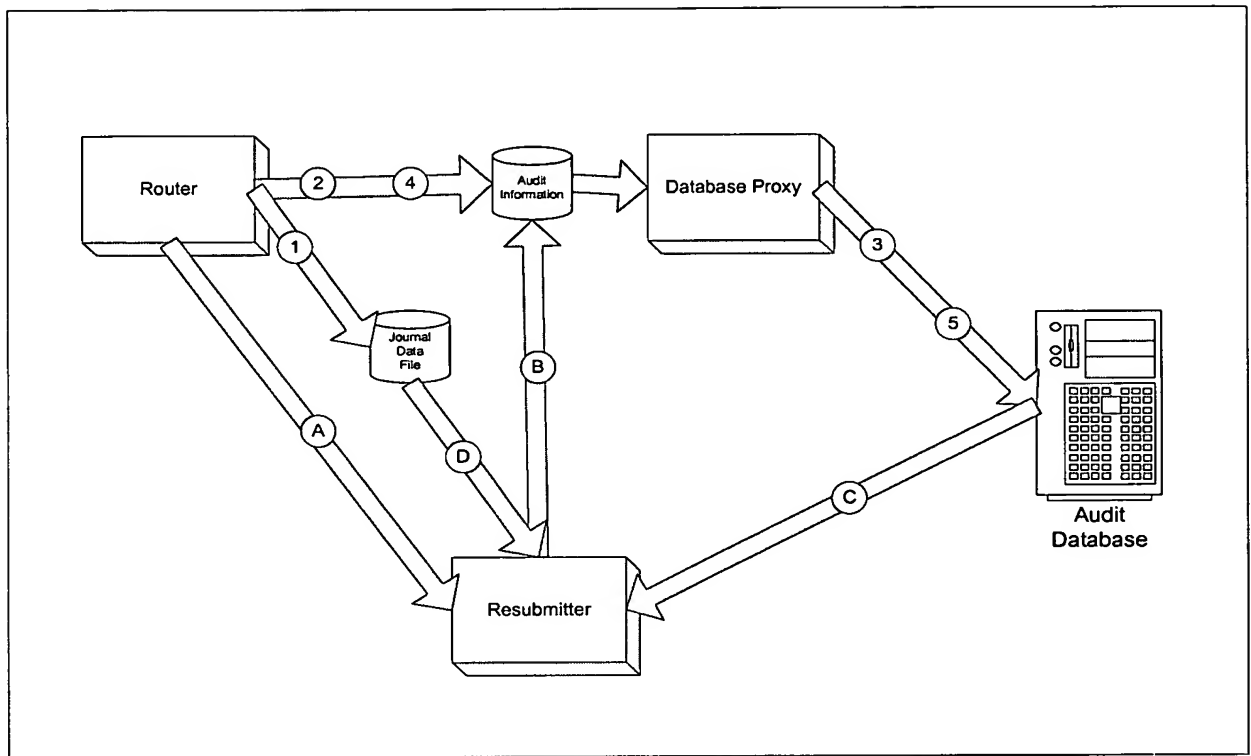 Router
2
4
Audit
Information
Database Proxy
1
3
Journal
Data
File
5
B
A
D
C
Audit
Database
Resubmitter